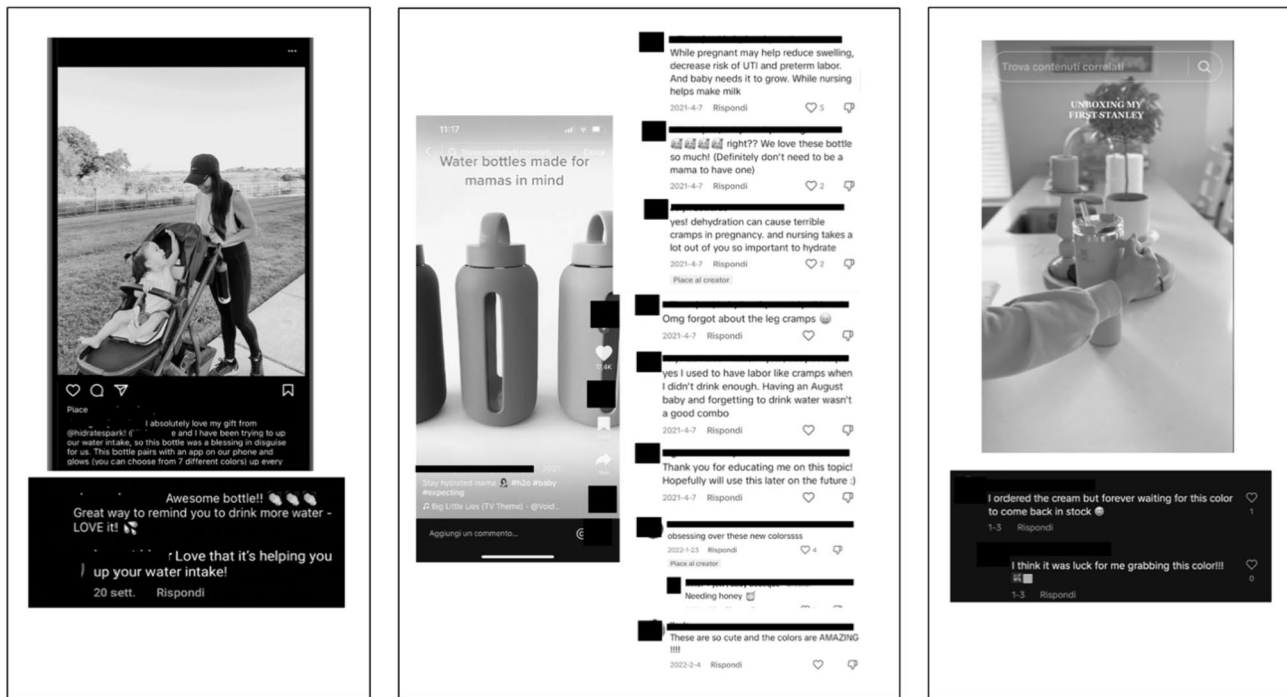 Piace
I absolutely love my gift from
@hidratespark! e and I have been trying to up
our water intake, so this bottle was a blessing in disguise
for us. This bottle pairs with an app on our phone and
glows (you can choose from 7 different colors) up every
Awesome bottle!! 👏👏👏
Great way to remind you to drink more water -
LOVE it! 💦
Love that it's helping you
up your water intake!
20 sett. Rispondi
11:17
Cerca
Water bottles made for
mamas in mind
17,4K
2021
Stay hydrated mama #h2o #baby
#expecting
♫ Big Little Lies (TV Theme) - @Void...
Aggiungi un commento...
While pregnant may help reduce swelling,
decrease risk of UTI and preterm labor.
And baby needs it to grow. While nursing
helps make milk
2021-4-7 Rispondi 5
right?? We love these bottle
so much! (Definitely don't need to be a
mama to have one)
2021-4-7 Rispondi 2
yes! dehydration can cause terrible
cramps in pregnancy. and nursing takes a
lot out of you so important to hydrate
2021-4-7 Rispondi 2
Piace al creator
Omg forgot about the leg cramps
2021-4-7 Rispondi
yes I used to have labor like cramps when
I didn't drink enough. Having an August
baby and forgetting to drink water wasn't
a good combo
2021-4-7 Rispondi
Thank you for educating me on this topic!
Hopefully will use this later on the future :)
2021-4-7 Rispondi
obsessing over these new colorssss
2022-1-23 Rispondi 4
Piace al creator
Needing honey
These are so cute and the colors are AMAZING
!!!!
2022-2-4 Rispondi
Trova contenuti correlati
UNBOXING MY
FIRST STANLEY
I ordered the cream but forever waiting for this color
to come back in stock
1-3 Rispondi 1
I think it was luck for me grabbing this color!!!
1-3 Rispondi 0